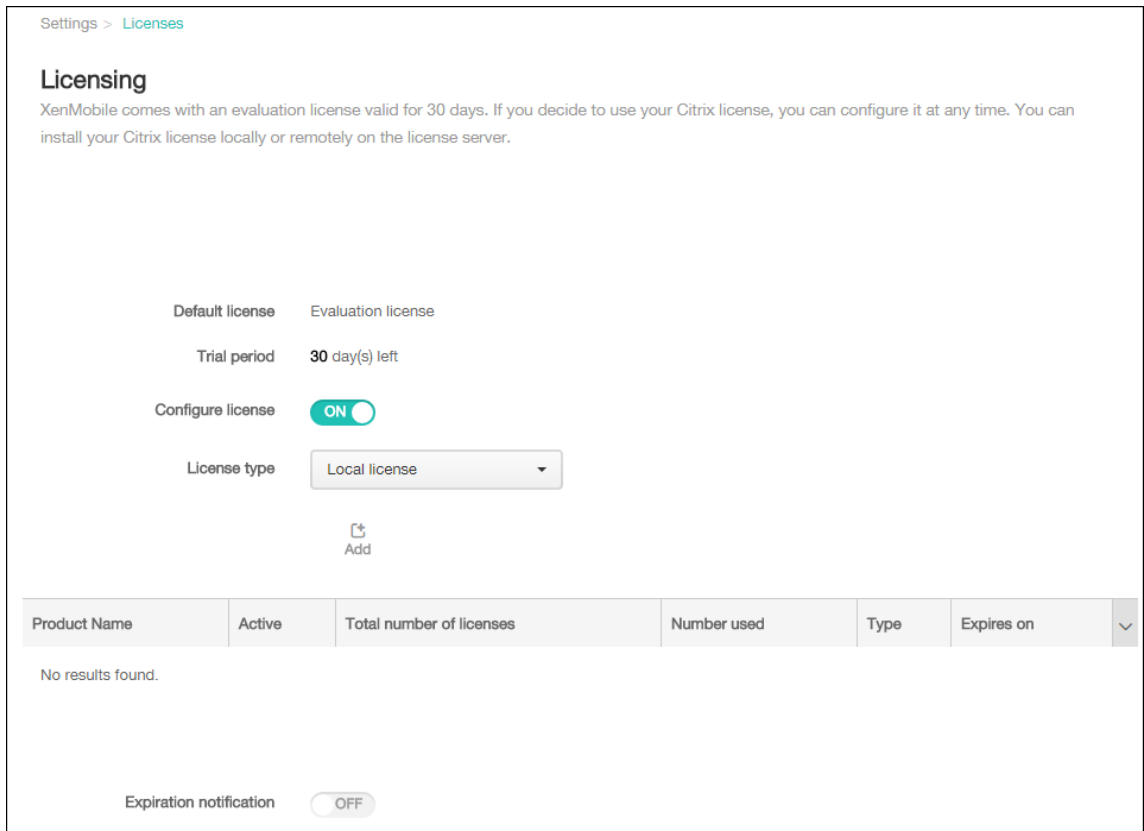 Settings > Licenses
Licensing
XenMobile comes with an evaluation license valid for 30 days. If you decide to use your Citrix license, you can configure it at any time. You can
install your Citrix license locally or remotely on the license server.
Default license Evaluation license
Trial period 30 day(s) left
Configure license ON
License type Local license
Add
Product Name Active Total number of licenses Number used Type Expires on
No results found.
Expiration notification OFF